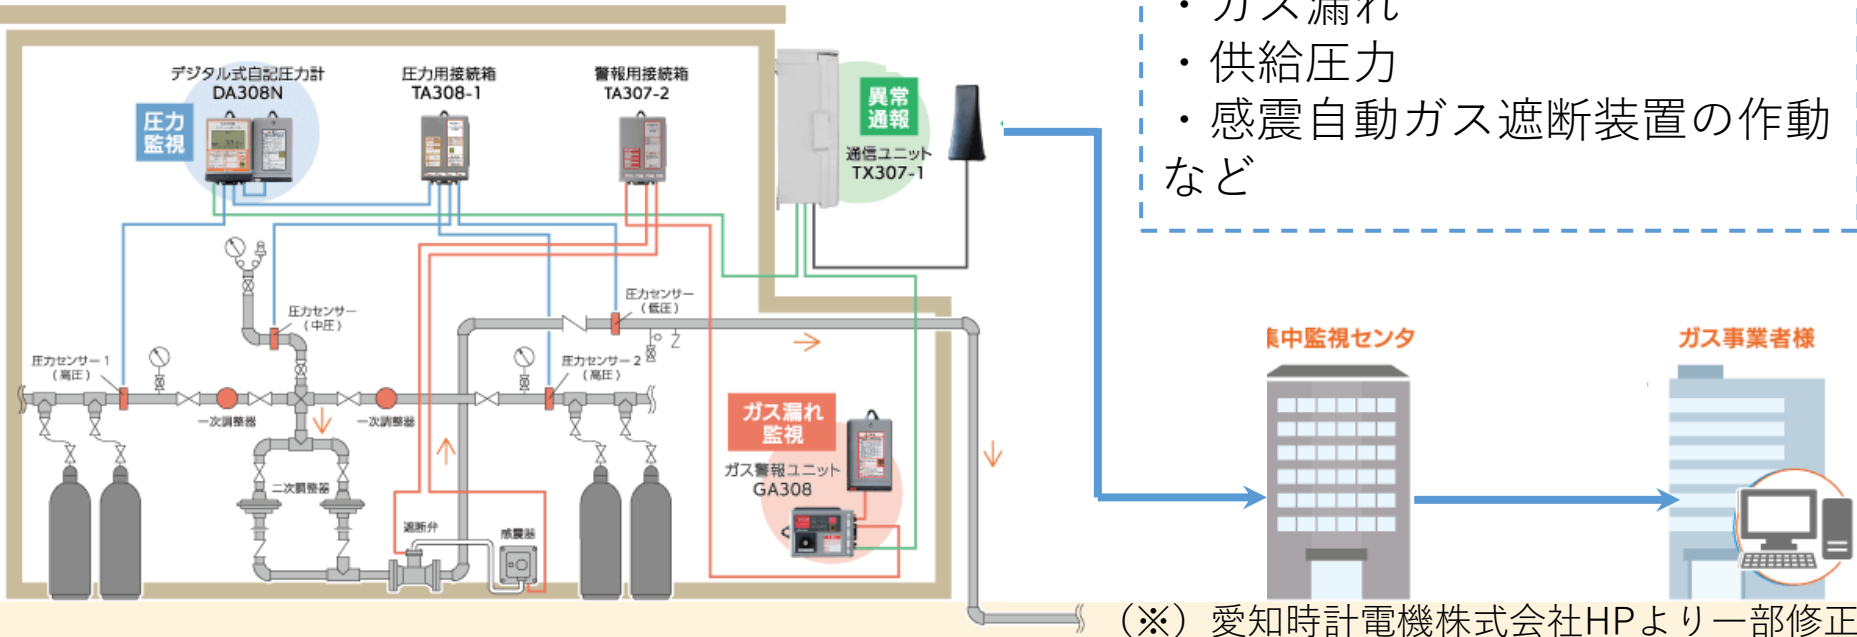 ・ガス漏れ
・供給圧力
・感震自動ガス遮断装置の作動
など
デジタル式自記圧力計
DA308N
圧力用接続箱
TA308-1
警報用接続箱
TA307-2
圧力
監視
異常
通報
通信ユニット
TX307-1
圧力センサー
（中圧）
圧力センサー
（低圧）
圧力センサー1
（高圧）
圧力センサー2
（高圧）
一次調整器
一次調整器
二次調整器
遮断弁
感震器
ガス漏れ
監視
ガス警報ユニット
GA308
集中監視センタ
ガス事業者様
（※）愛知時計電機株式会社HPより一部修正